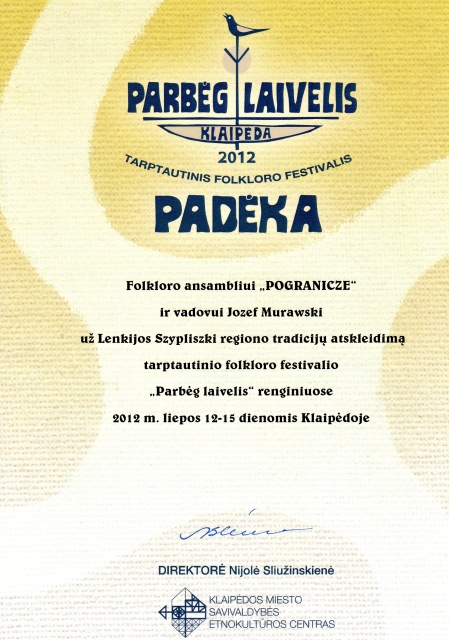 PARBĖG LAIVELIS
KLAIPĖDA
2012
TARPTAUTINIS FOLKLORO FESTIVALIS
PADĖKA
Folkloro ansambliui „POGRANICZE“
ir vadovui Jozef Murawski
už Lenkijos Szypliszki regiono tradicijų atskleidimą
tarptautinio folkloro festivalio
„Parbėg laivelis“ renginiuose
2012 m. liepos 12-15 dienomis Klaipėdoje
DIREKTORĖ Nijolė Sliužinskienė
KLAIPĖDOS MIESTO
SAVIVALDYBĖS
ETNOKULTŪROS CENTRAS